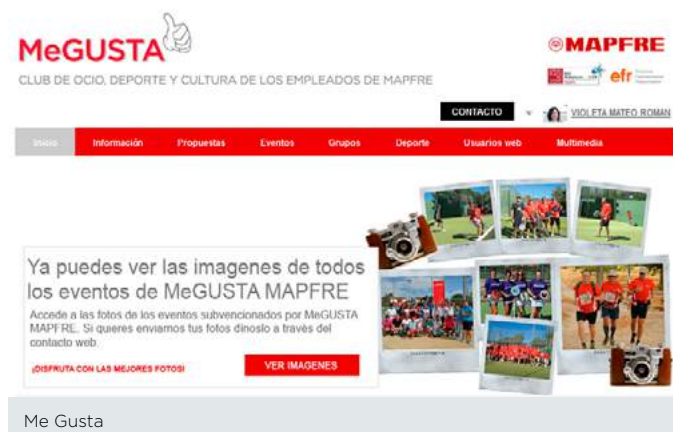 MeGUSTA
MAPFRE
CLUB DE OCIO, DEPORTE Y CULTURA DE LOS EMPLEADOS DE MAPFRE
efr
CONTACTO
VIOLETA MATEO ROMAN
Inicio Información Propuestas Eventos Grupos Deporte Usuarios web Multimedia
Ya puedes ver las imagenes de todos
los eventos de MeGUSTA MAPFRE
Accede a las fotos de los eventos subvencionados por MeGUSTA
MAPFRE. Si quieres enviarnos tus fotos dinoslo a través del
contacto web.
¡DISFRUTA CON LAS MEJORES FOTOS!
VER IMAGENES
Me Gusta